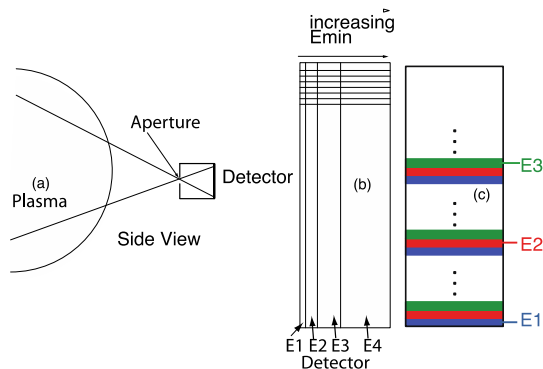 increasing
Emin
Aperture
(a)
Plasma
Detector
Side View
(b)
(c)
E3
E2
E1
E1 E2 E3 E4
Detector